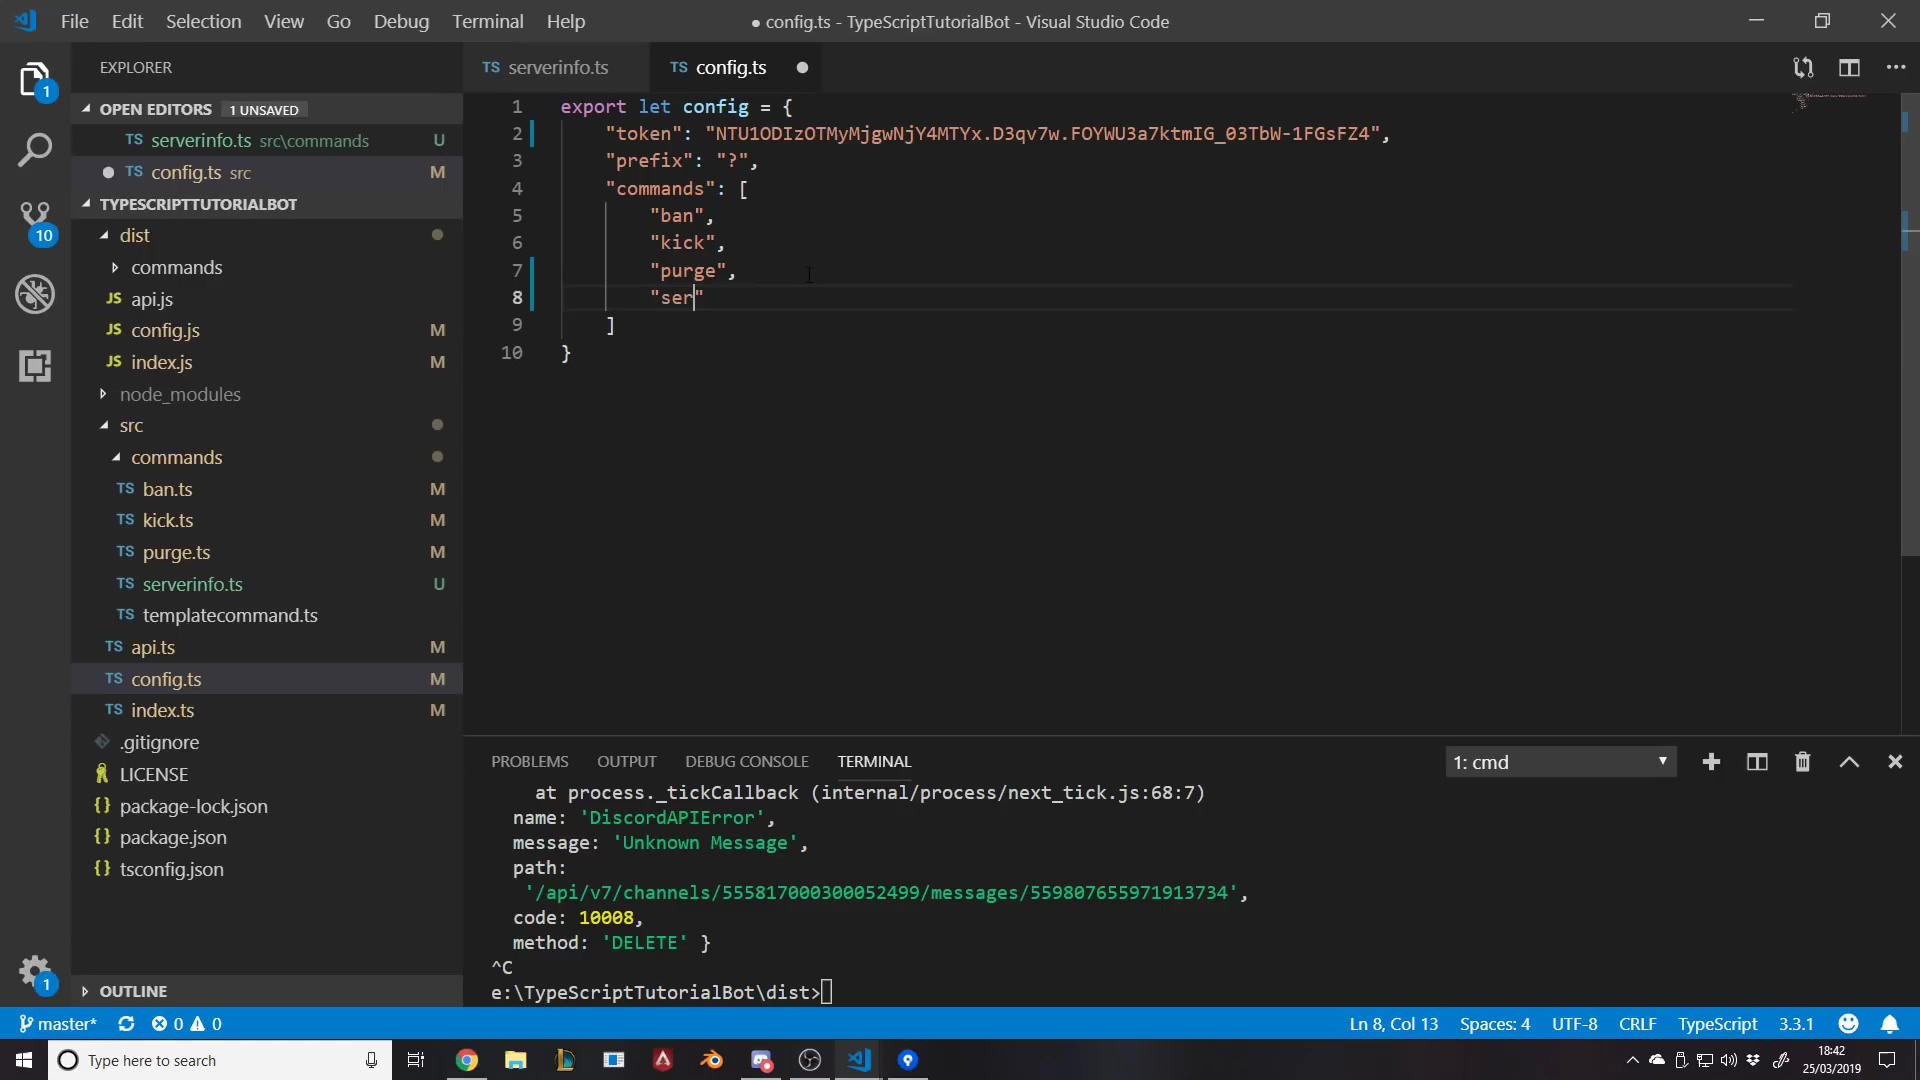 File Edit Selection View Go Debug Terminal Help
● config.ts - TypeScriptTutorialBot - Visual Studio Code
EXPLORER
OPEN EDITORS 1 UNSAVED
TS serverinfo.ts src\commands U
● TS config.ts src M
TYPESCRIPTTUTORIALBOT
dist
commands
JS api.js
JS config.js M
JS index.js M
node_modules
src
commands
TS ban.ts M
TS kick.ts M
TS purge.ts M
TS serverinfo.ts U
TS templatecommand.ts
TS api.ts M
TS config.ts M
TS index.ts M
.gitignore
LICENSE
{} package-lock.json
{} package.json
{} tsconfig.json
OUTLINE
1
10
1
TS serverinfo.ts TS config.ts ●
1 export let config = {
2 "token": "NTU1ODIzOTMyMjgwNjY4MTYx.D3qv7w.FOYWU3a7ktmIG_03TbW-1FGsFZ4",
3 "prefix": "?",
4 "commands": [
5 "ban",
6 "kick",
7 "purge",
8 "ser"
9 ]
10 }
PROBLEMS OUTPUT DEBUG CONSOLE TERMINAL 1: cmd
at process._tickCallback (internal/process/next_tick.js:68:7)
name: 'DiscordAPIError',
message: 'Unknown Message',
path:
'/api/v7/channels/555817000300052499/messages/559807655971913734',
code: 10008,
method: 'DELETE' }
^C
e:\TypeScriptTutorialBot\dist>
master* 0 0 Ln 8, Col 13 Spaces: 4 UTF-8 CRLF TypeScript 3.3.1
Type here to search
18:42
25/03/2019